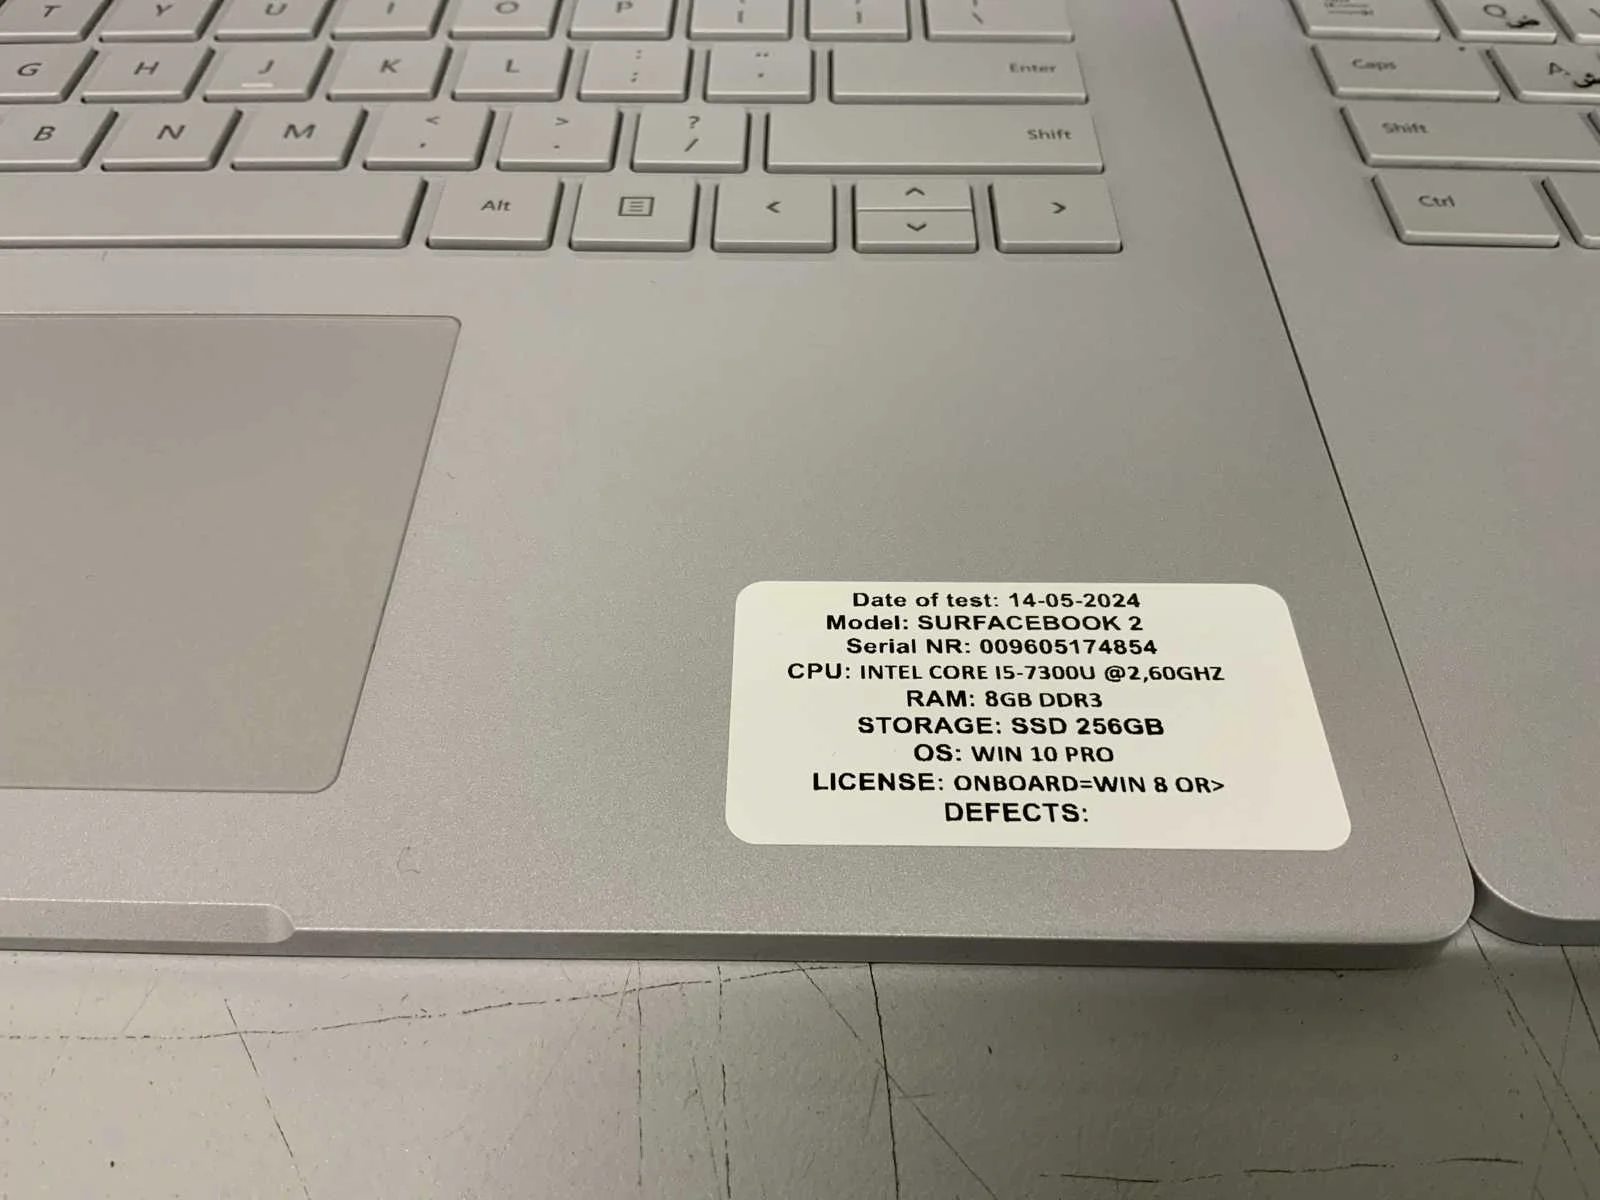 T Y U I O P [ ] \
Q ض
G H J K L : ; " ' Enter
Caps A ش
B N M < , > . ? / Shift
Shift
Alt < ^ v >
Ctrl
Date of test: 14-05-2024
Model: SURFACEBOOK 2
Serial NR: 009605174854
CPU: INTEL CORE I5-7300U @2,60GHZ
RAM: 8GB DDR3
STORAGE: SSD 256GB
OS: WIN 10 PRO
LICENSE: ONBOARD=WIN 8 OR>
DEFECTS: